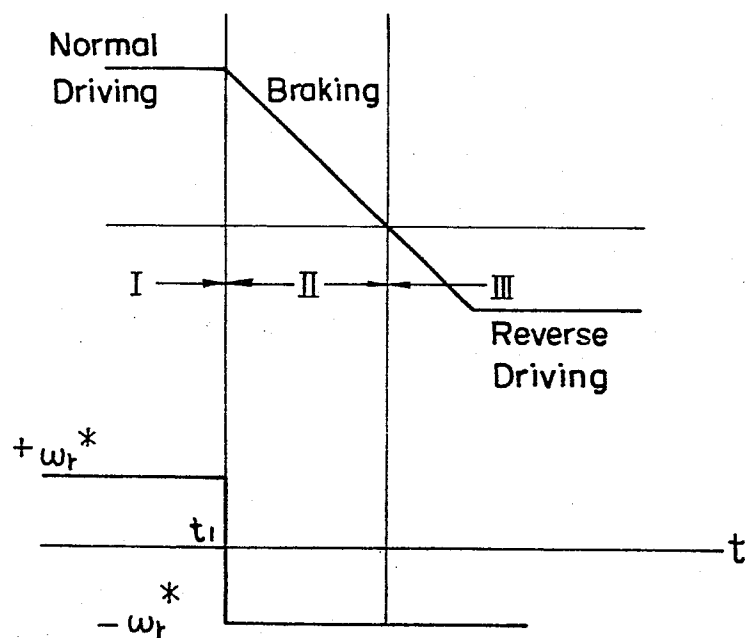 Normal
Driving
Braking
I
II
III
Reverse
Driving
+ωr*
t1
t
-ωr*